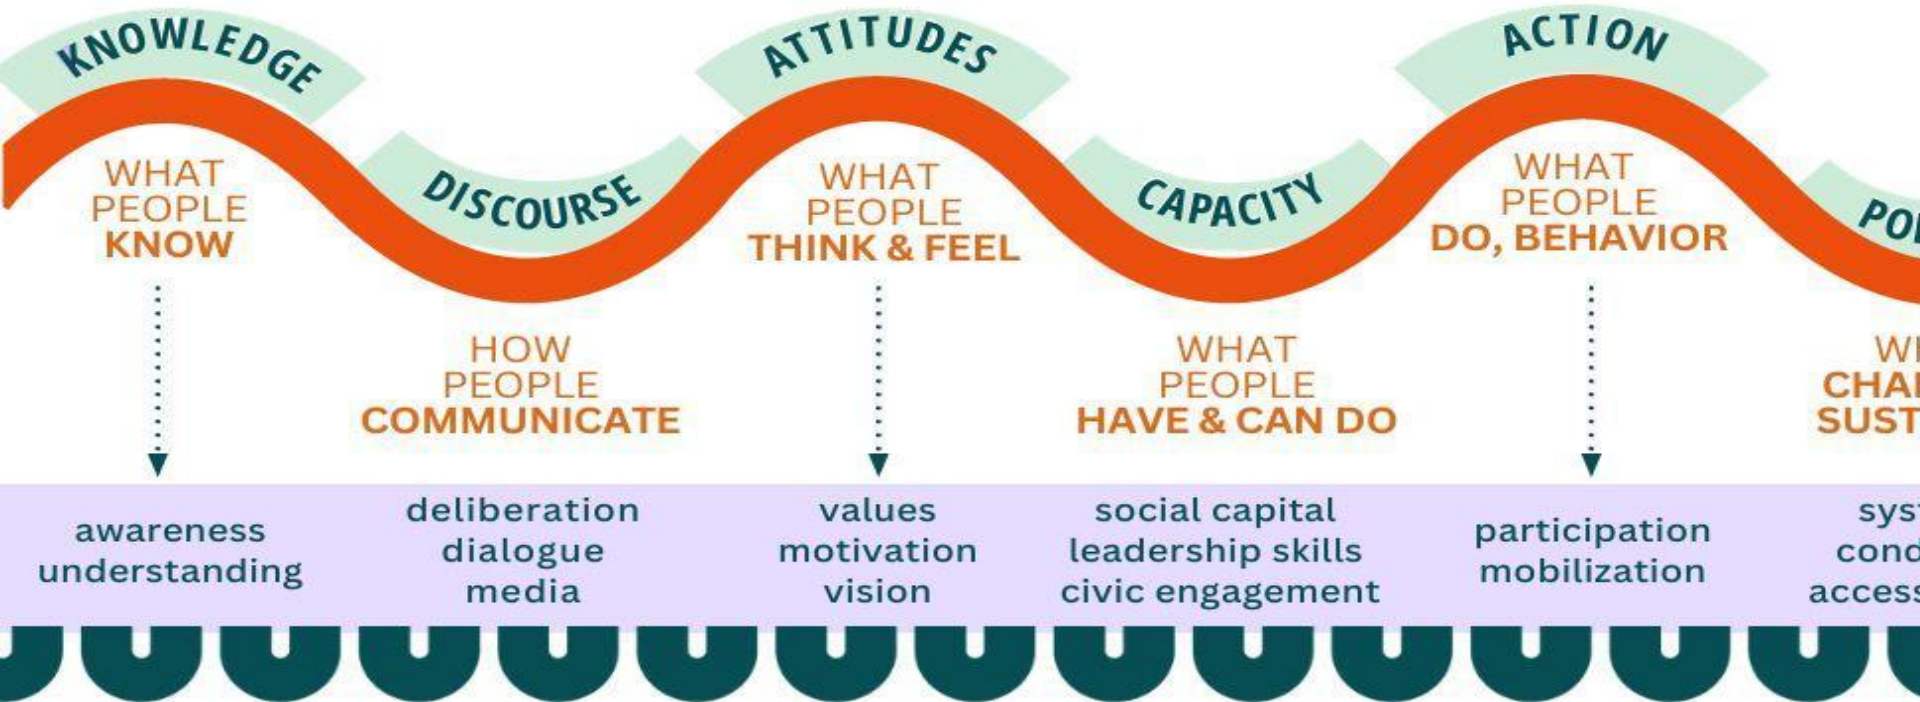 KNOWLEDGE
WHAT
PEOPLE
KNOW
awareness
understanding
DISCOURSE
HOW
PEOPLE
COMMUNICATE
deliberation
dialogue
media
ATTITUDES
WHAT
PEOPLE
THINK & FEEL
values
motivation
vision
CAPACITY
WHAT
PEOPLE
HAVE & CAN DO
social capital
leadership skills
civic engagement
ACTION
WHAT
PEOPLE
DO, BEHAVIOR
participation
mobilization
access